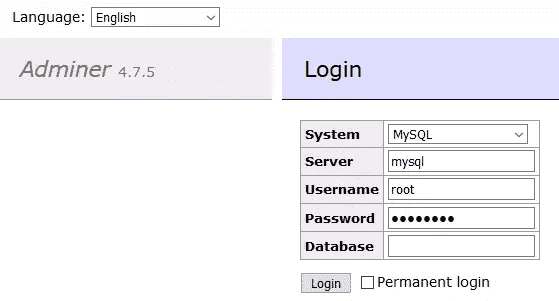 Language: English
Adminer 4.7.5
Login
System MySQL
Server mysql
Username root
Password ●●●●●●●●
Database
Login Permanent login